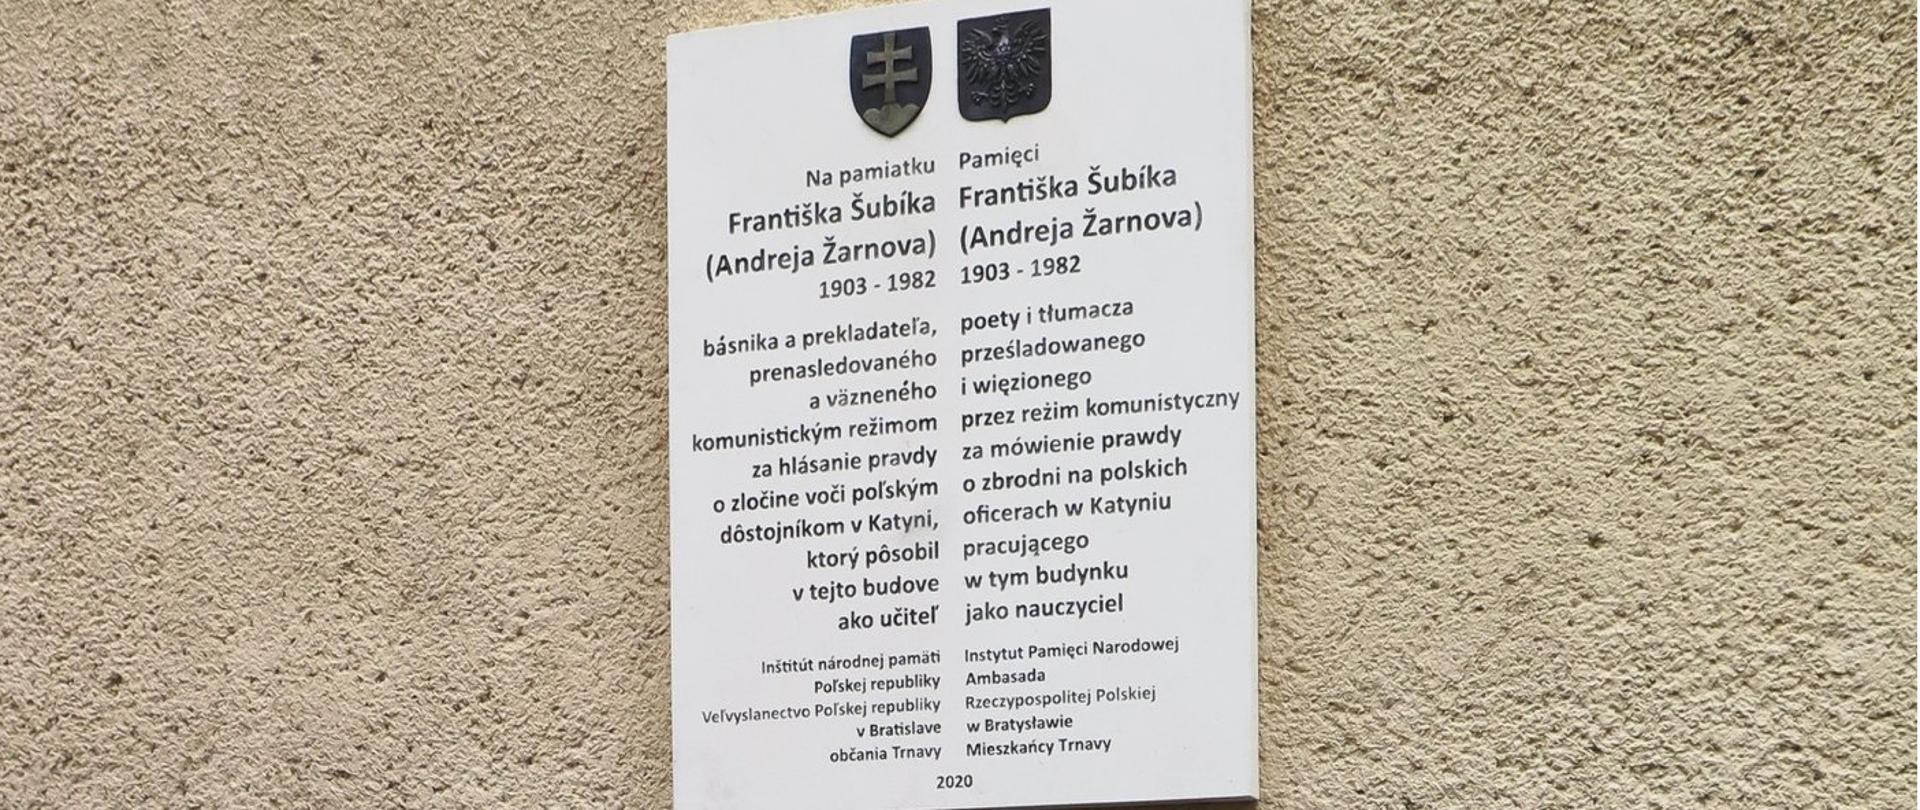 Na pamiatku
Františka Šubíka
(Andreja Žarnova)
1903 - 1982
básnika a prekladateľa,
prenasledovaného
a väzneného
komunistickým režimom
za hlásanie pravdy
o zločine voči poľským
dôstojníkom v Katyni,
ktorý pôsobil
v tejto budove
ako učiteľ
Inštitút národnej pamäti
Poľskej republiky
Veľvyslanectvo Poľskej republiky
v Bratislave
občania Trnavy
Pamięci
Františka Šubíka
(Andreja Žarnova)
1903 - 1982
poety i tłumacza
prześladowanego
i więzionego
przez reżim komunistyczny
za mówienie prawdy
o zbrodni na polskich
oficerach w Katyniu
pracującego
w tym budynku
jako nauczyciel
Instytut Pamięci Narodowej
Ambasada
Rzeczypospolitej Polskiej
w Bratysławie
Mieszkańcy Trnavy
2020